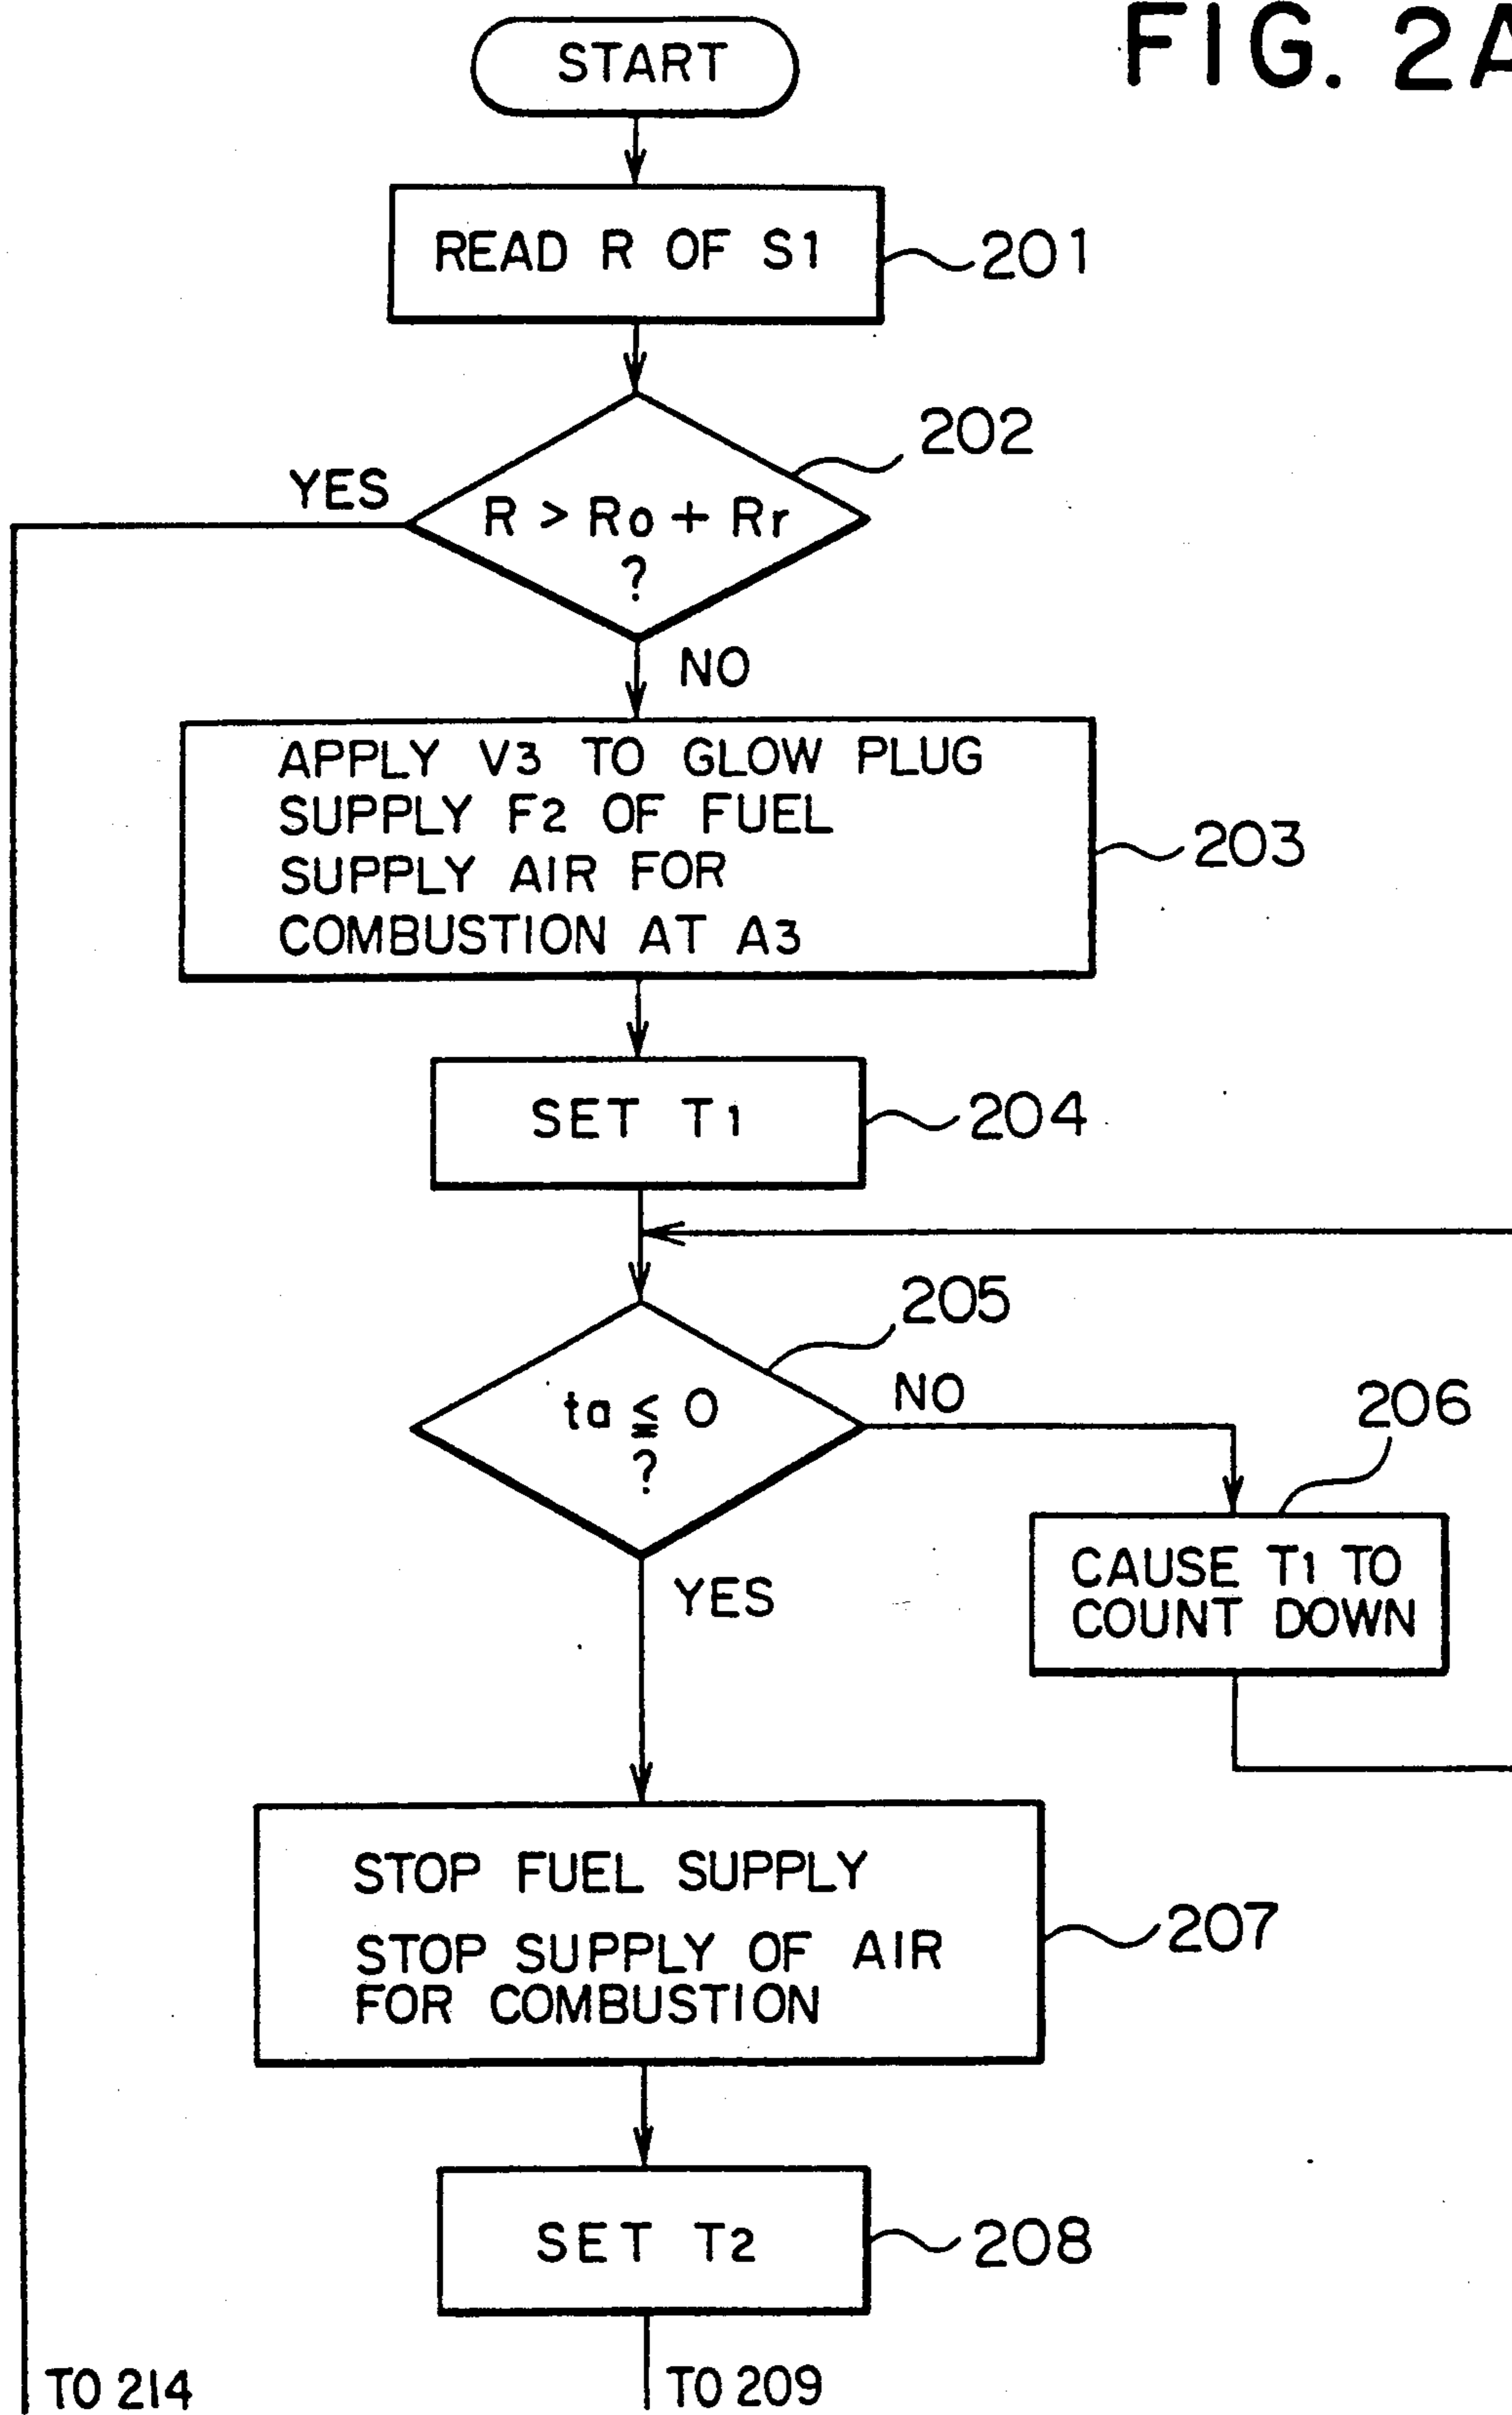 FIG. 2A
START
READ R OF S1
201
202
YES
R > Ro + Rr
?
NO
APPLY V3 TO GLOW PLUG
SUPPLY F2 OF FUEL
SUPPLY AIR FOR
COMBUSTION AT A3
203
SET T1
204
205
ta ≦ 0
?
NO
206
CAUSE T1 TO
COUNT DOWN
YES
STOP FUEL SUPPLY
STOP SUPPLY OF AIR
FOR COMBUSTION
207
SET T2
208
TO 214
TO 209